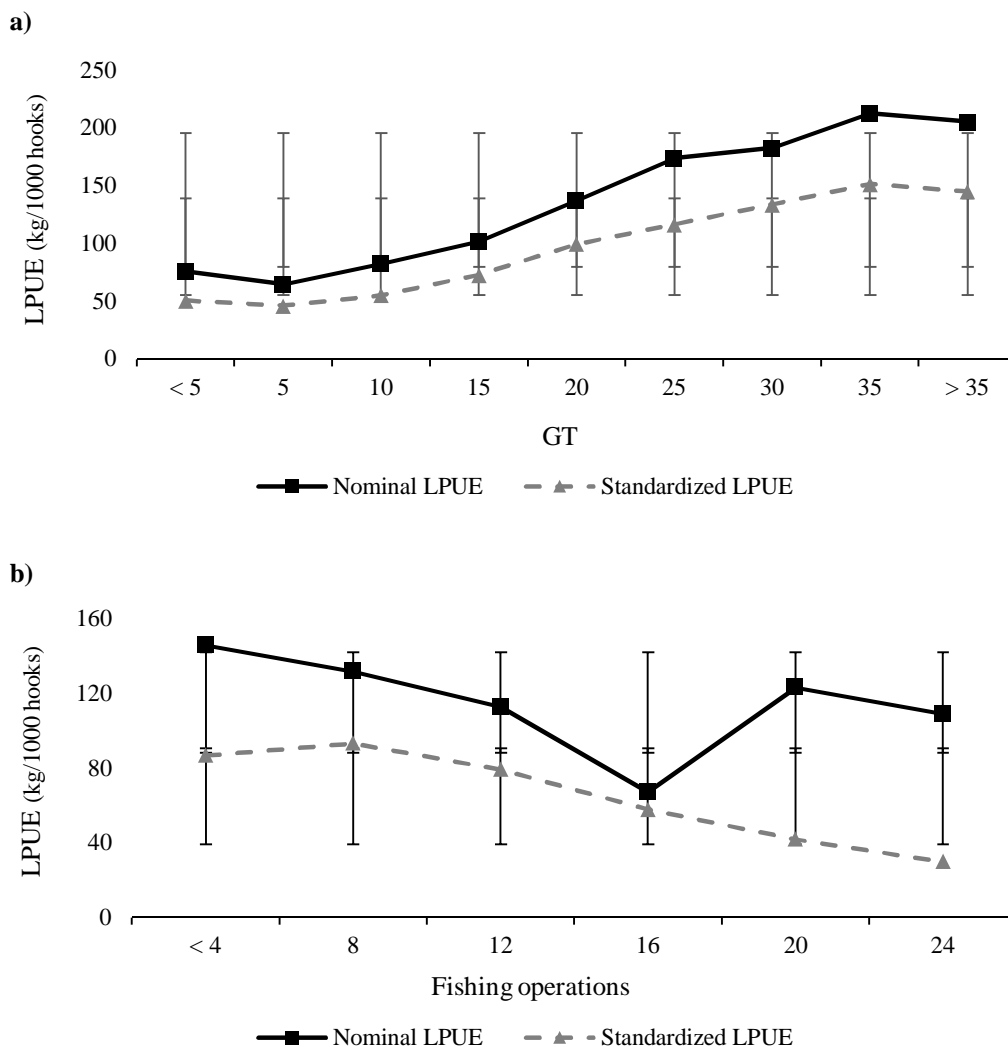 a)
250
200
150
100
50
0
LPUE (kg/1000 hooks)
< 5 5 10 15 20 25 30 35 > 35
GT
Nominal LPUE Standardized LPUE
b)
160
120
80
40
0
LPUE (kg/1000 hooks)
< 4 8 12 16 20 24
Fishing operations
Nominal LPUE Standardized LPUE